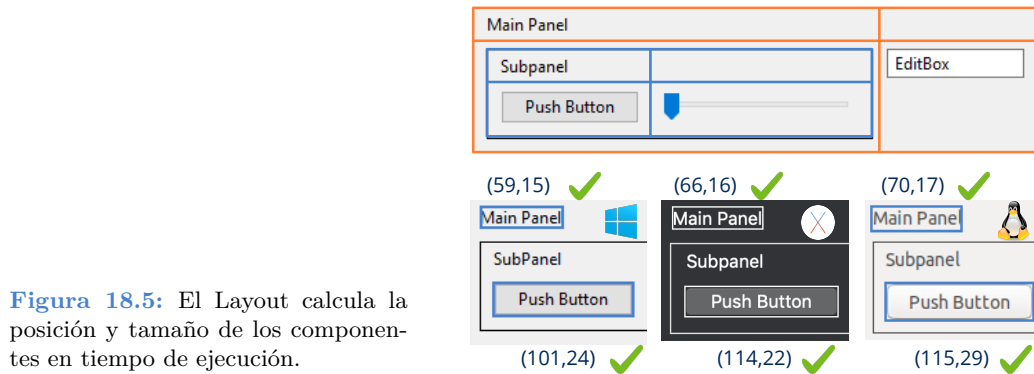 Main Panel
Subpanel
EditBox
Push Button
(59,15)
(66,16)
(70,17)
Main Panel
Main Panel
Main Panel
SubPanel
Subpanel
Subpanel
Push Button
Push Button
Push Button
(101,24)
(114,22)
(115,29)
Figura 18.5: El Layout calcula la
posición y tamaño de los componen-
tes en tiempo de ejecución.